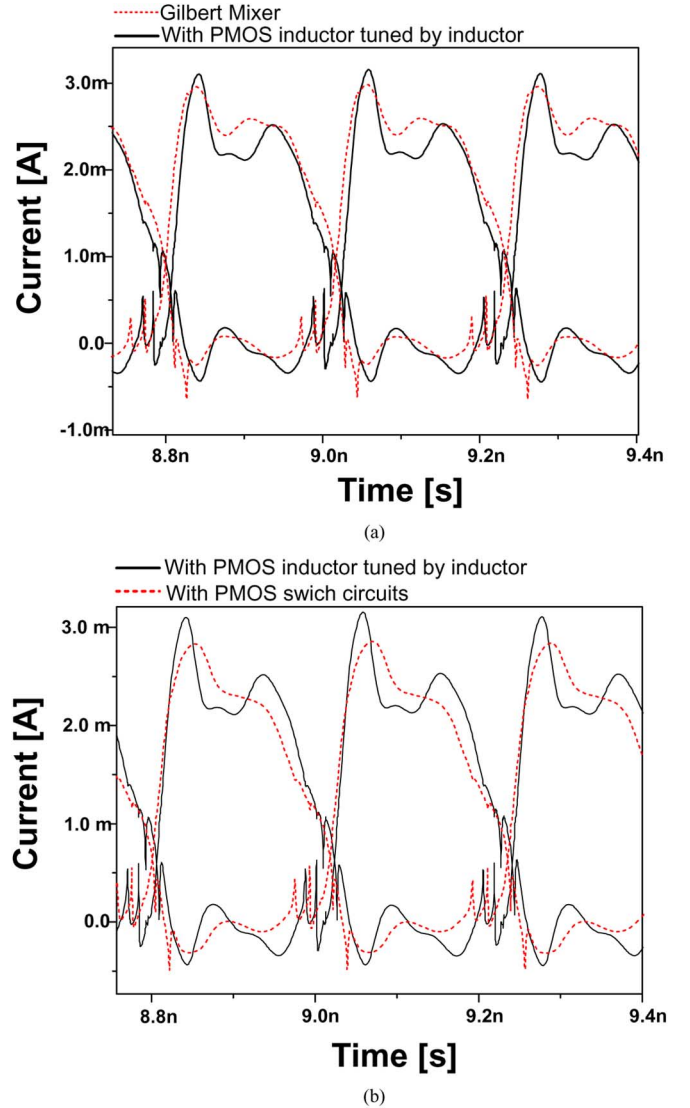 Gilbert Mixer
With PMOS inductor tuned by inductor
Current [A]
3.0m
2.0m
1.0m
0.0
-1.0m
8.8n 9.0n 9.2n 9.4n
Time [s]
(a)
With PMOS inductor tuned by inductor
With PMOS swich circuits
Current [A]
3.0 m
2.0 m
1.0 m
0.0
8.8n 9.0n 9.2n 9.4n
Time [s]
(b)